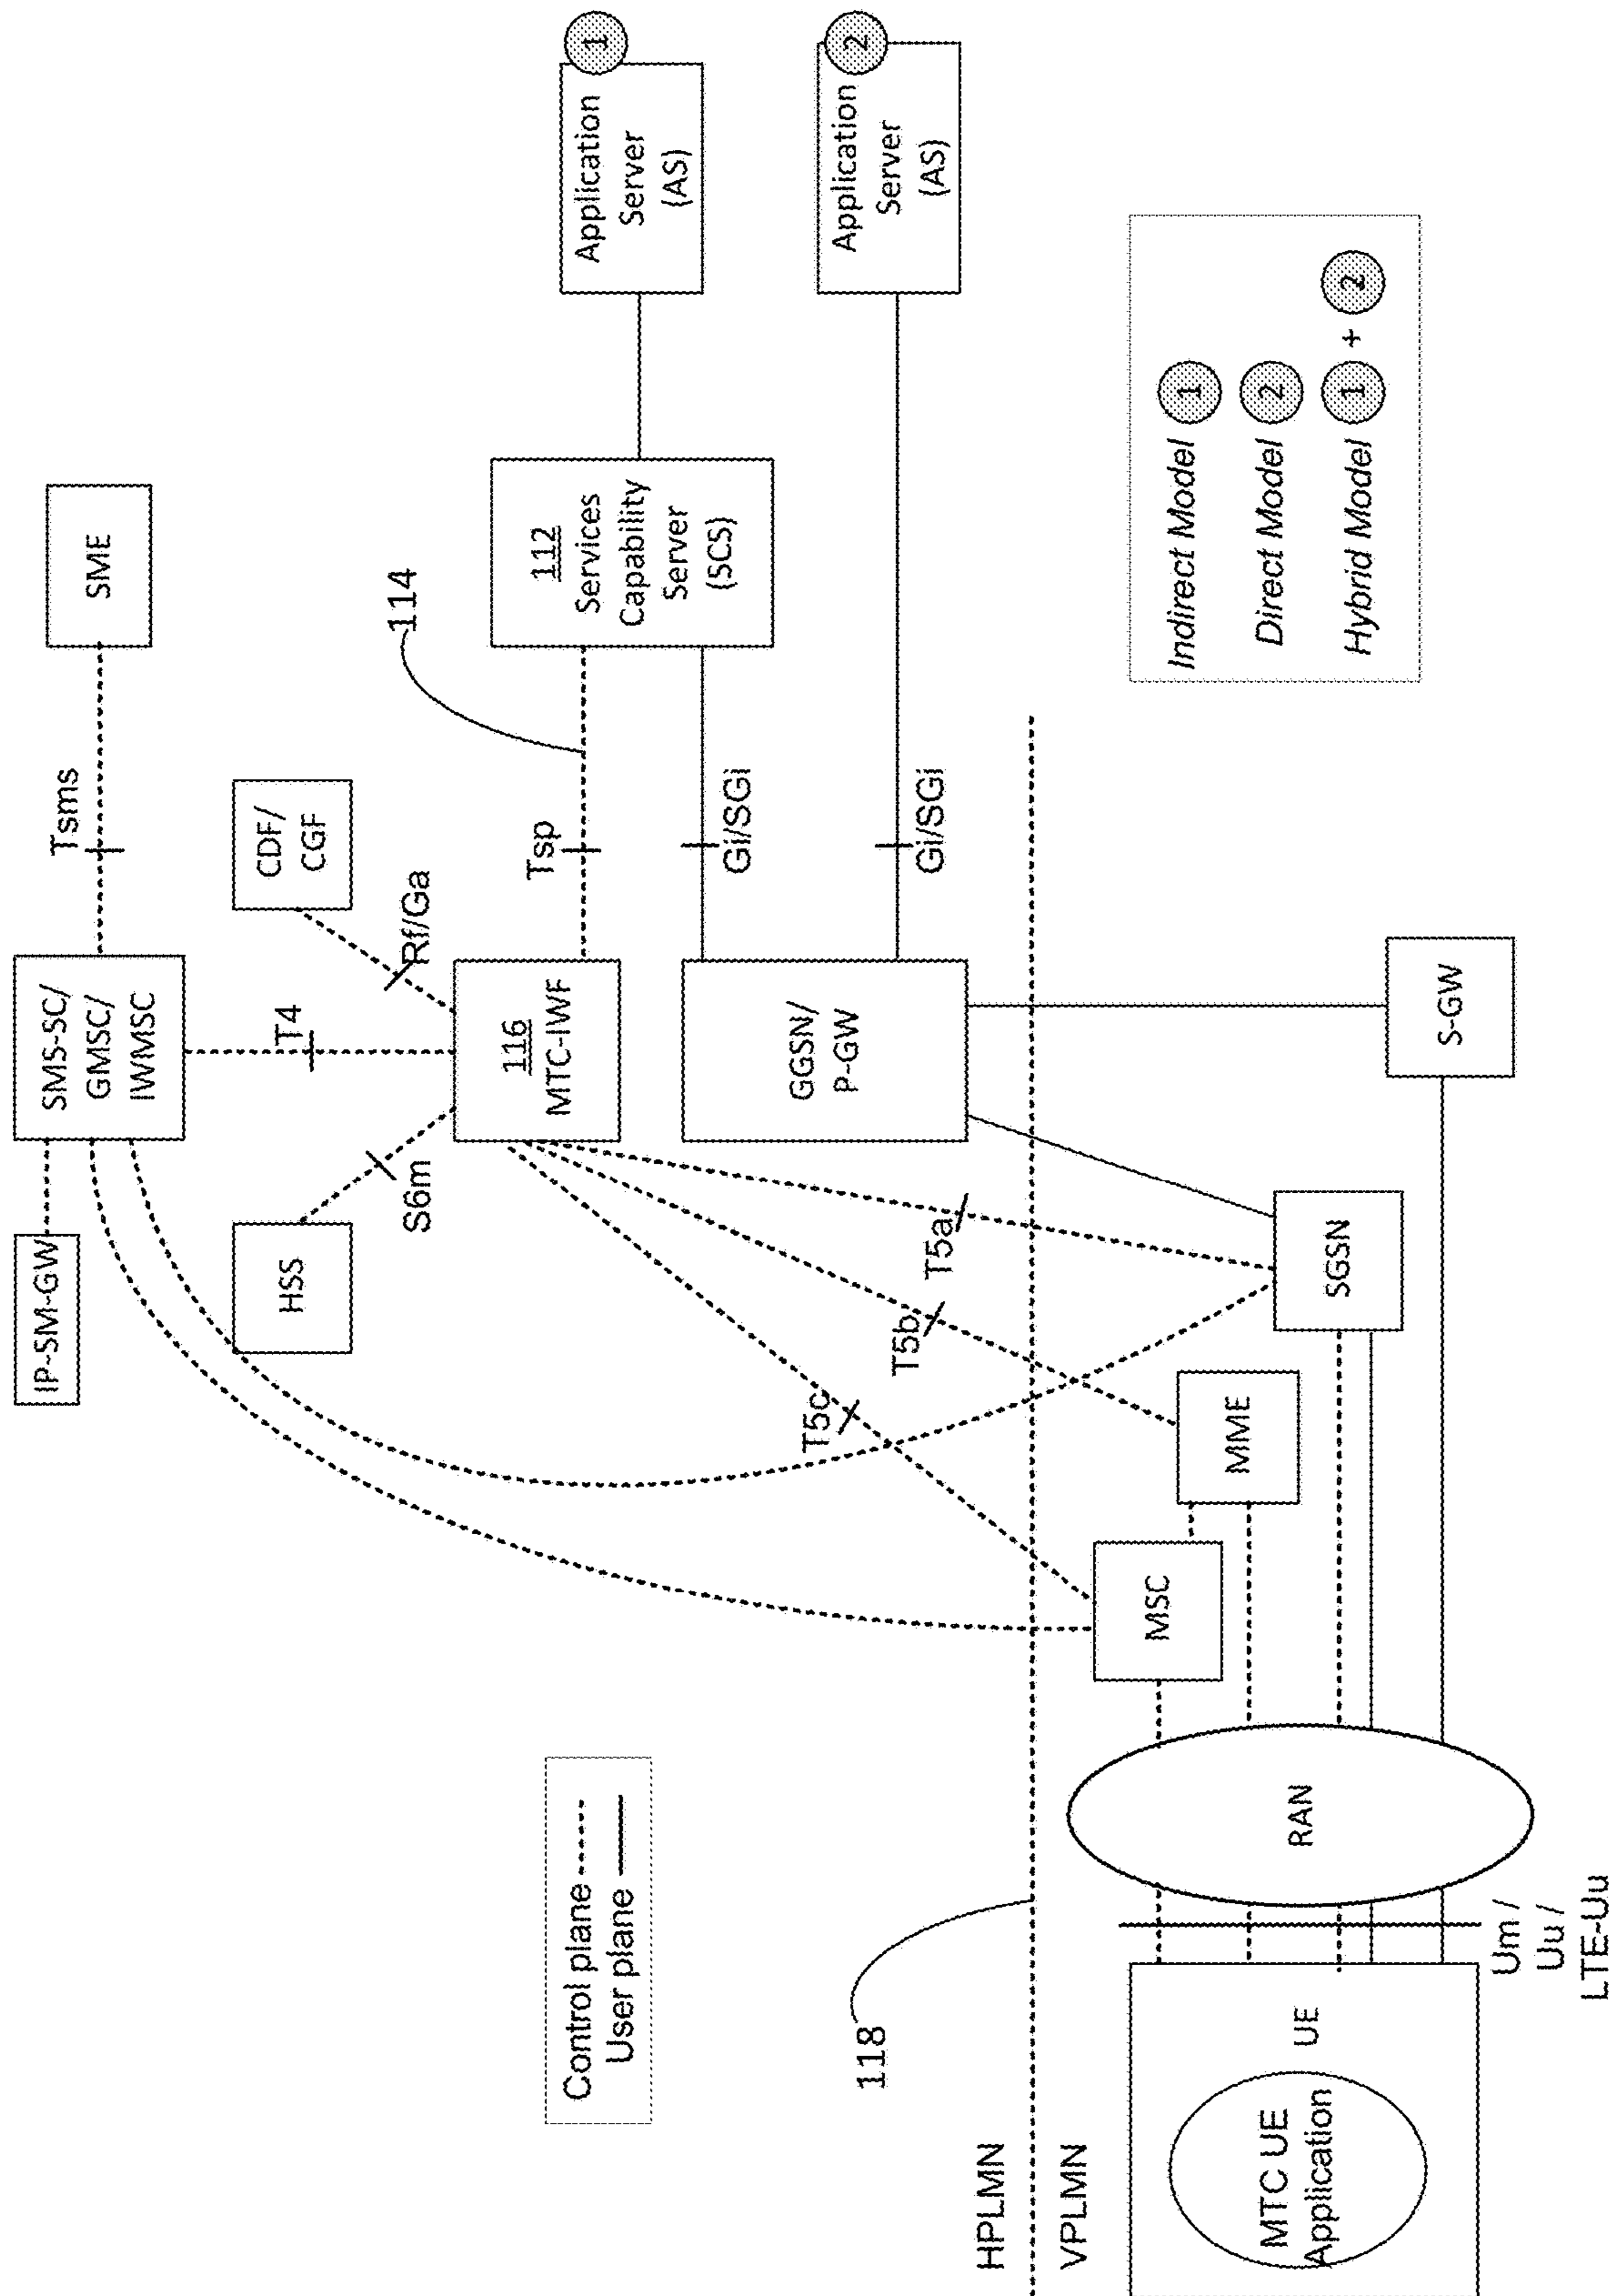 IP-SM-GW
SMS-SC/
GMSC/
IWMSC
Tsms
SME
T4
HSS
S6m
Rf/Ga
CDF/
CGF
116
MTC-IWF
Tsp
114
112
Services
Capability
Server
(SCS)
Application
Server
(AS)
1
Gi/SGi
GGSN/
P-GW
Gi/SGi
Application
Server
(AS)
2
Control plane
User plane
T5c
T5b
T5a
118
HPLMN
VPLMN
MSC
MME
SGSN
S-GW
RAN
UE
MTC UE
Application
Um /
Uu /
LTE-Uu
Indirect Model 1
Direct Model 2
Hybrid Model 1 + 2